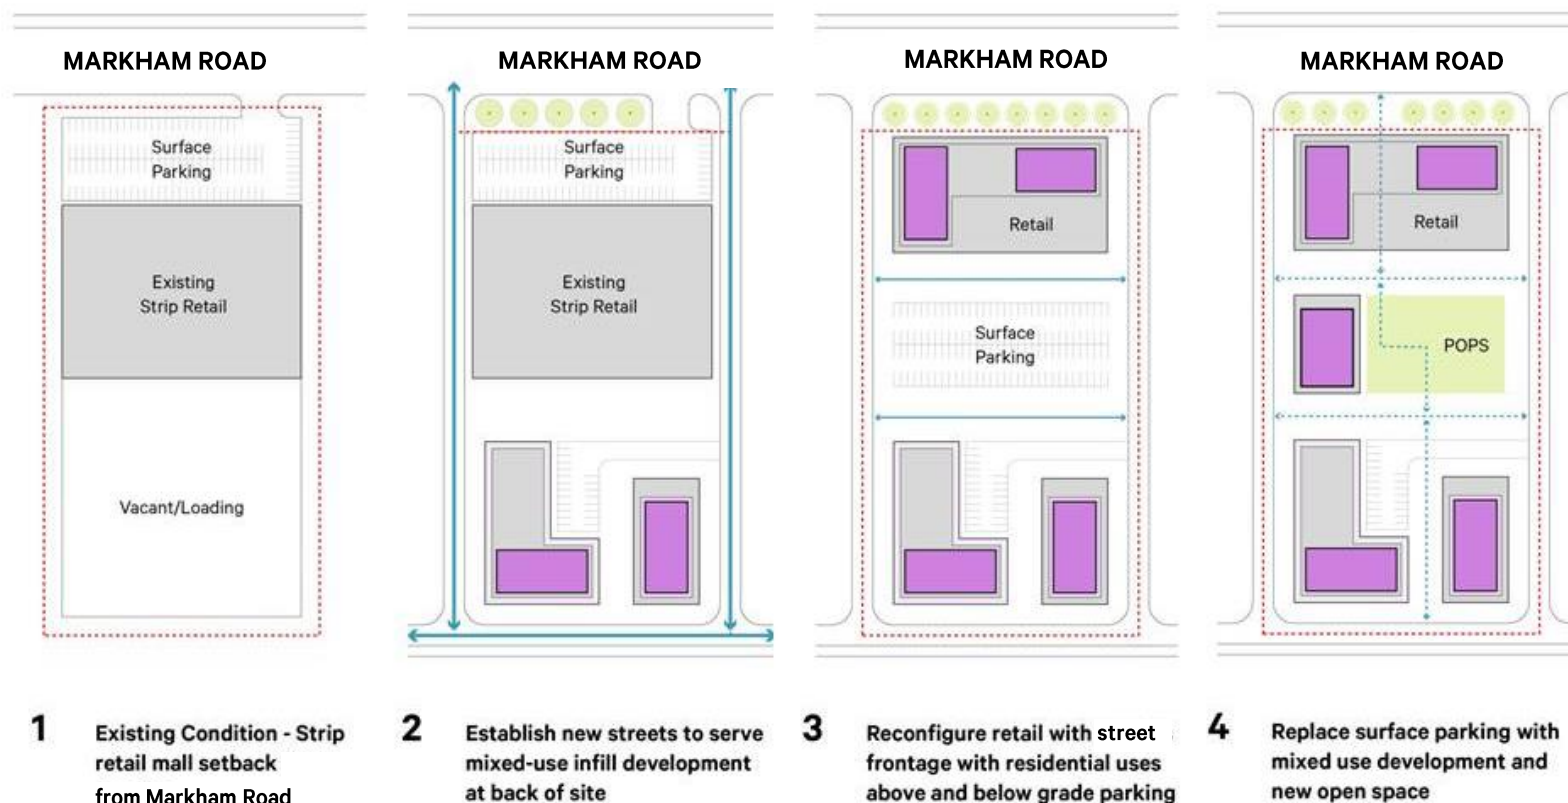 MARKHAM ROAD
Surface
Parking
Existing
Strip Retail
Vacant/Loading
1
Existing Condition - Strip
retail mall setback
from Markham Road
MARKHAM ROAD
Surface
Parking
Existing
Strip Retail
2
Establish new streets to serve
mixed-use infill development
at back of site
MARKHAM ROAD
Retail
Surface
Parking
3
Reconfigure retail with street
frontage with residential uses
above and below grade parking
MARKHAM ROAD
Retail
POPS
4
Replace surface parking with
mixed use development and
new open space